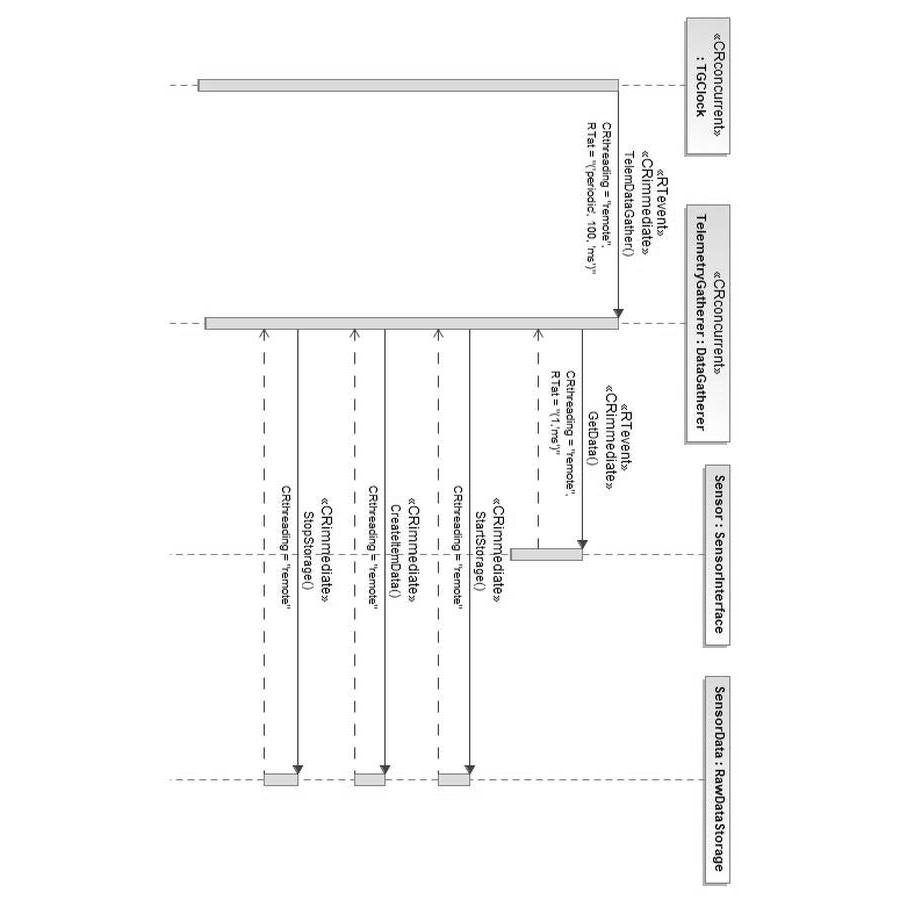 «CRconcurrent»
: TGClock
«CRconcurrent»
TelemetryGatherer : DataGatherer
Sensor : SensorInterface
SensorData : RawDataStorage
«RTevent»
«CRimmediate»
TelemDataGather()
CRthreading = "remote",
RTat = "('periodic', 100, 'ms')"
«RTevent»
«CRimmediate»
GetData()
CRthreading = "remote",
RTat = "(1,'ms')"
«CRimmediate»
StartStorage()
CRthreading = "remote"
«CRimmediate»
CreateItemData()
CRthreading = "remote"
«CRimmediate»
StopStorage()
CRthreading = "remote"